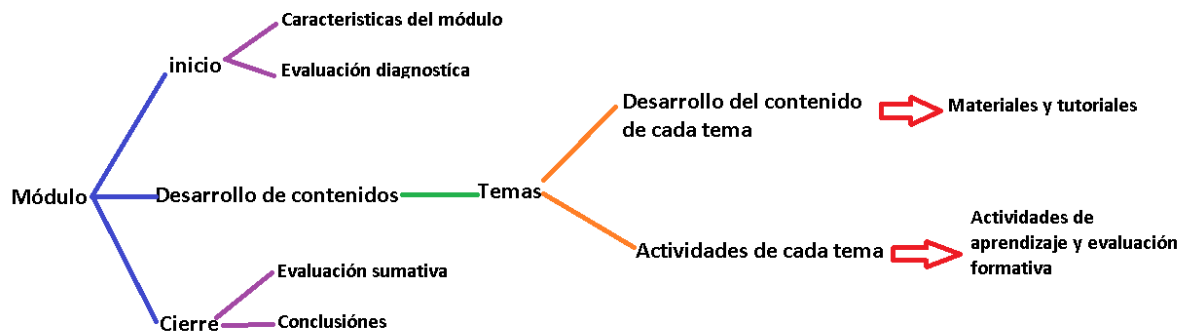 Caracteristicas del módulo
inicio
Evaluación diagnostíca
Desarrollo del contenido
de cada tema
Materiales y tutoriales
Módulo
Desarrollo de contenidos
Temas
Actividades de cada tema
Actividades de
aprendizaje y evaluación
formativa
Evaluación sumativa
Cierre
Conclusiónes